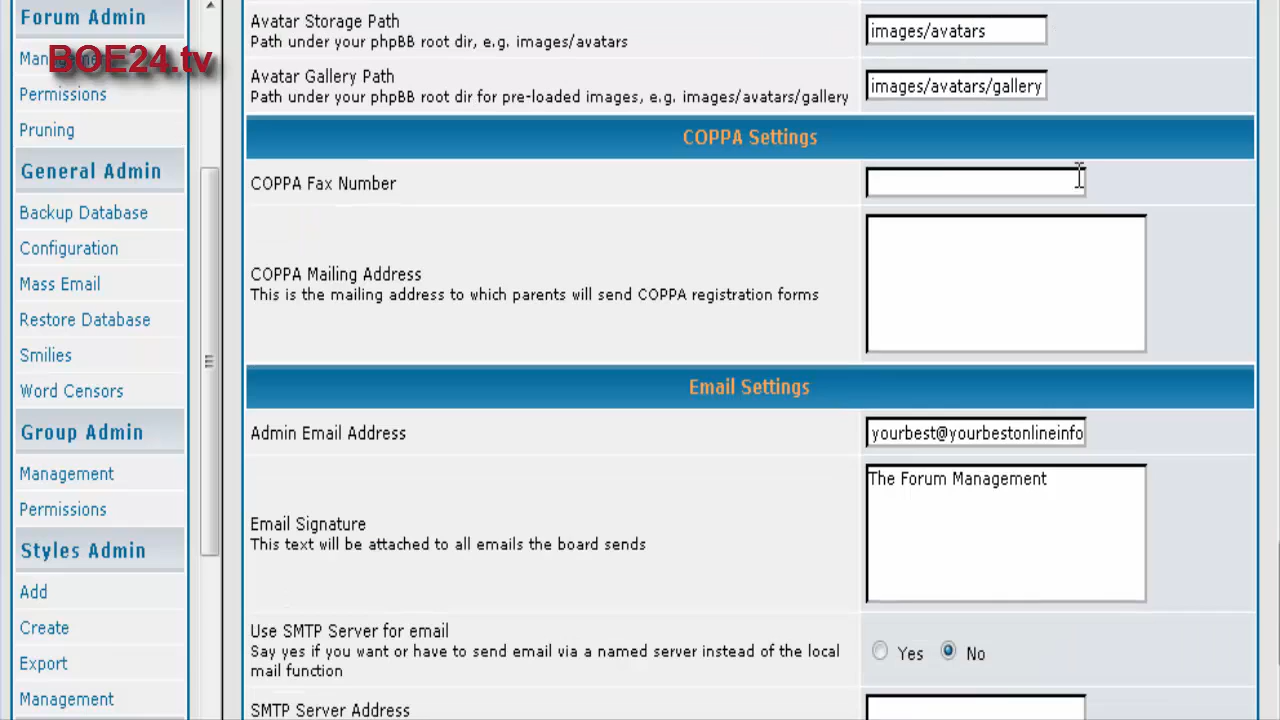 Forum Admin
BOE24.tv
Permissions
Pruning
General Admin
Backup Database
Configuration
Mass Email
Restore Database
Smilies
Word Censors
Group Admin
Management
Permissions
Styles Admin
Add
Create
Export
Management
Avatar Storage Path
Path under your phpBB root dir, e.g. images/avatars
images/avatars
Avatar Gallery Path
Path under your phpBB root dir for pre-loaded images, e.g. images/avatars/gallery
images/avatars/gallery
COPPA Settings
COPPA Fax Number
COPPA Mailing Address
This is the mailing address to which parents will send COPPA registration forms
Email Settings
Admin Email Address
yourbest@yourbestonlineinfo
Email Signature
This text will be attached to all emails the board sends
The Forum Management
Use SMTP Server for email
Say yes if you want or have to send email via a named server instead of the local
mail function
Yes No
SMTP Server Address